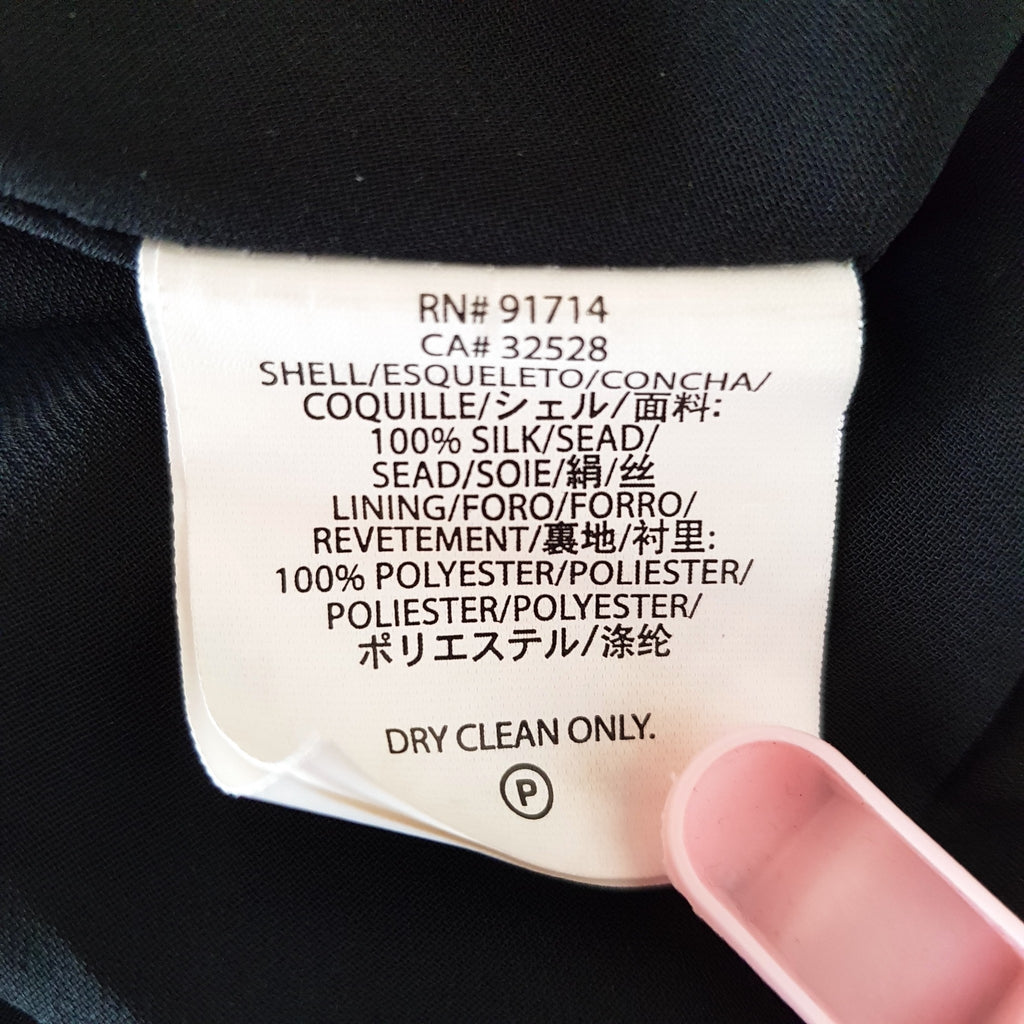 RN# 91714
CA# 32528
SHELL/ESQUELETO/CONCHA/
COQUILLE/シェル/面料:
100% SILK/SEAD/
SEAD/SOIE/絹/丝
LINING/FORO/FORRO/
REVETEMENT/裏地/衬里:
100% POLYESTER/POLIESTER/
POLIESTER/POLYESTER/
ポリエステル/涤纶
DRY CLEAN ONLY.
P